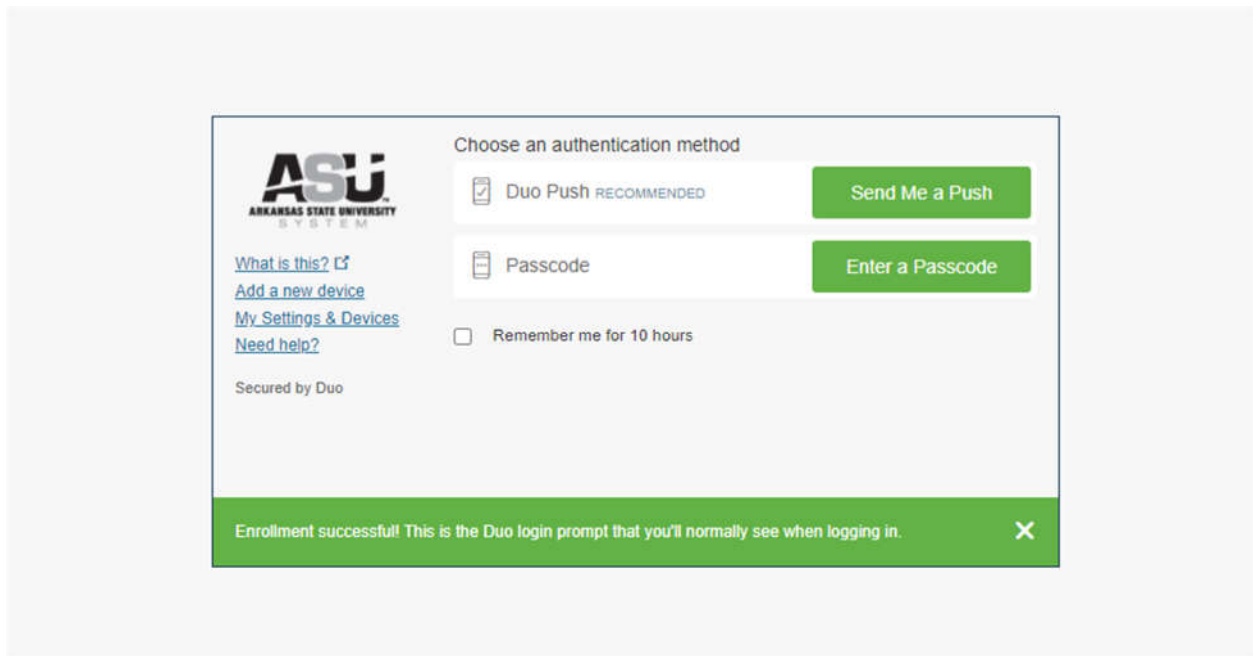 ASU
ARKANSAS STATE UNIVERSITY
SYSTEM
What is this?
Add a new device
My Settings & Devices
Need help?
Secured by Duo
Choose an authentication method
Duo Push RECOMMENDED
Send Me a Push
Passcode
Enter a Passcode
Remember me for 10 hours
Enrollment successful! This is the Duo login prompt that you'll normally see when logging in.